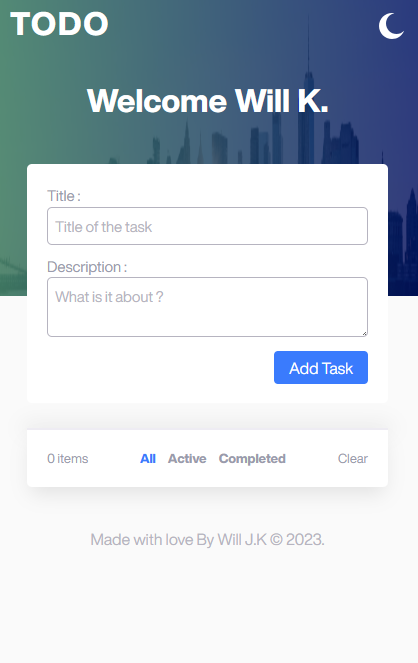 TODO
Welcome Will K.
Title :
Title of the task
Description :
What is it about ?
Add Task
0 items All Active Completed Clear
Made with love By Will J.K © 2023.